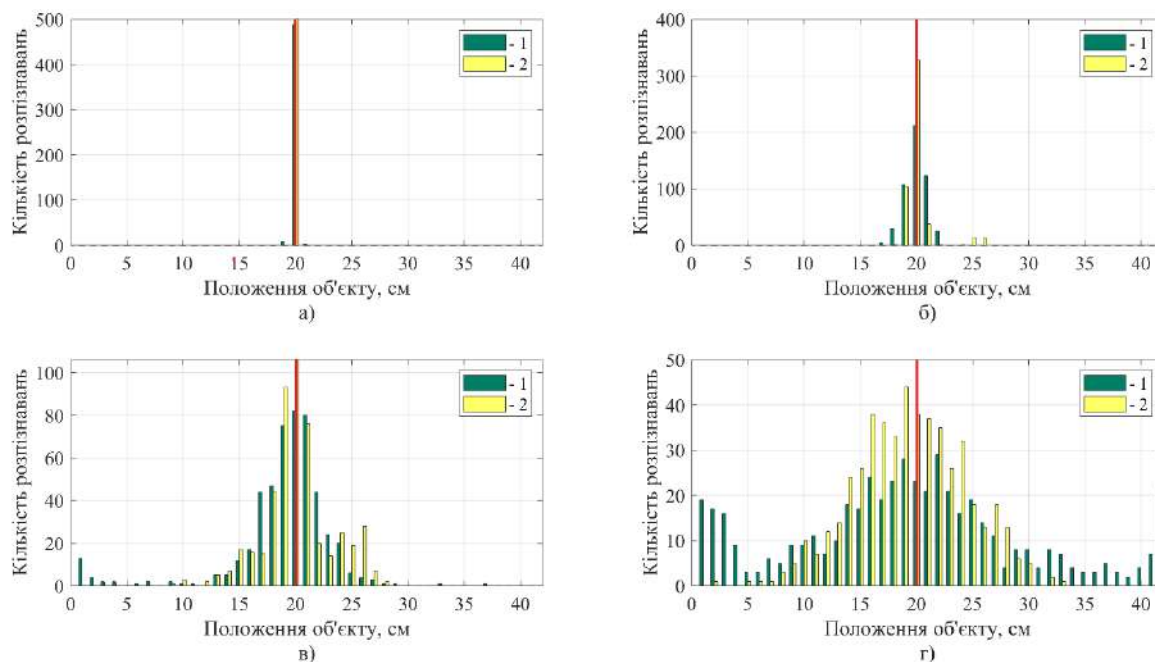 500
400
300
200
100
0
Кількість розпізнавань
- 1
- 2
0 5 10 15 20 25 30 35 40
Положення об'єкту, см
а)
400
300
200
100
0
Кількість розпізнавань
- 1
- 2
0 5 10 15 20 25 30 35 40
Положення об'єкту, см
б)
100
80
60
40
20
0
Кількість розпізнавань
- 1
- 2
0 5 10 15 20 25 30 35 40
Положення об'єкту, см
в)
50
40
30
20
10
0
Кількість розпізнавань
- 1
- 2
0 5 10 15 20 25 30 35 40
Положення об'єкту, см
г)